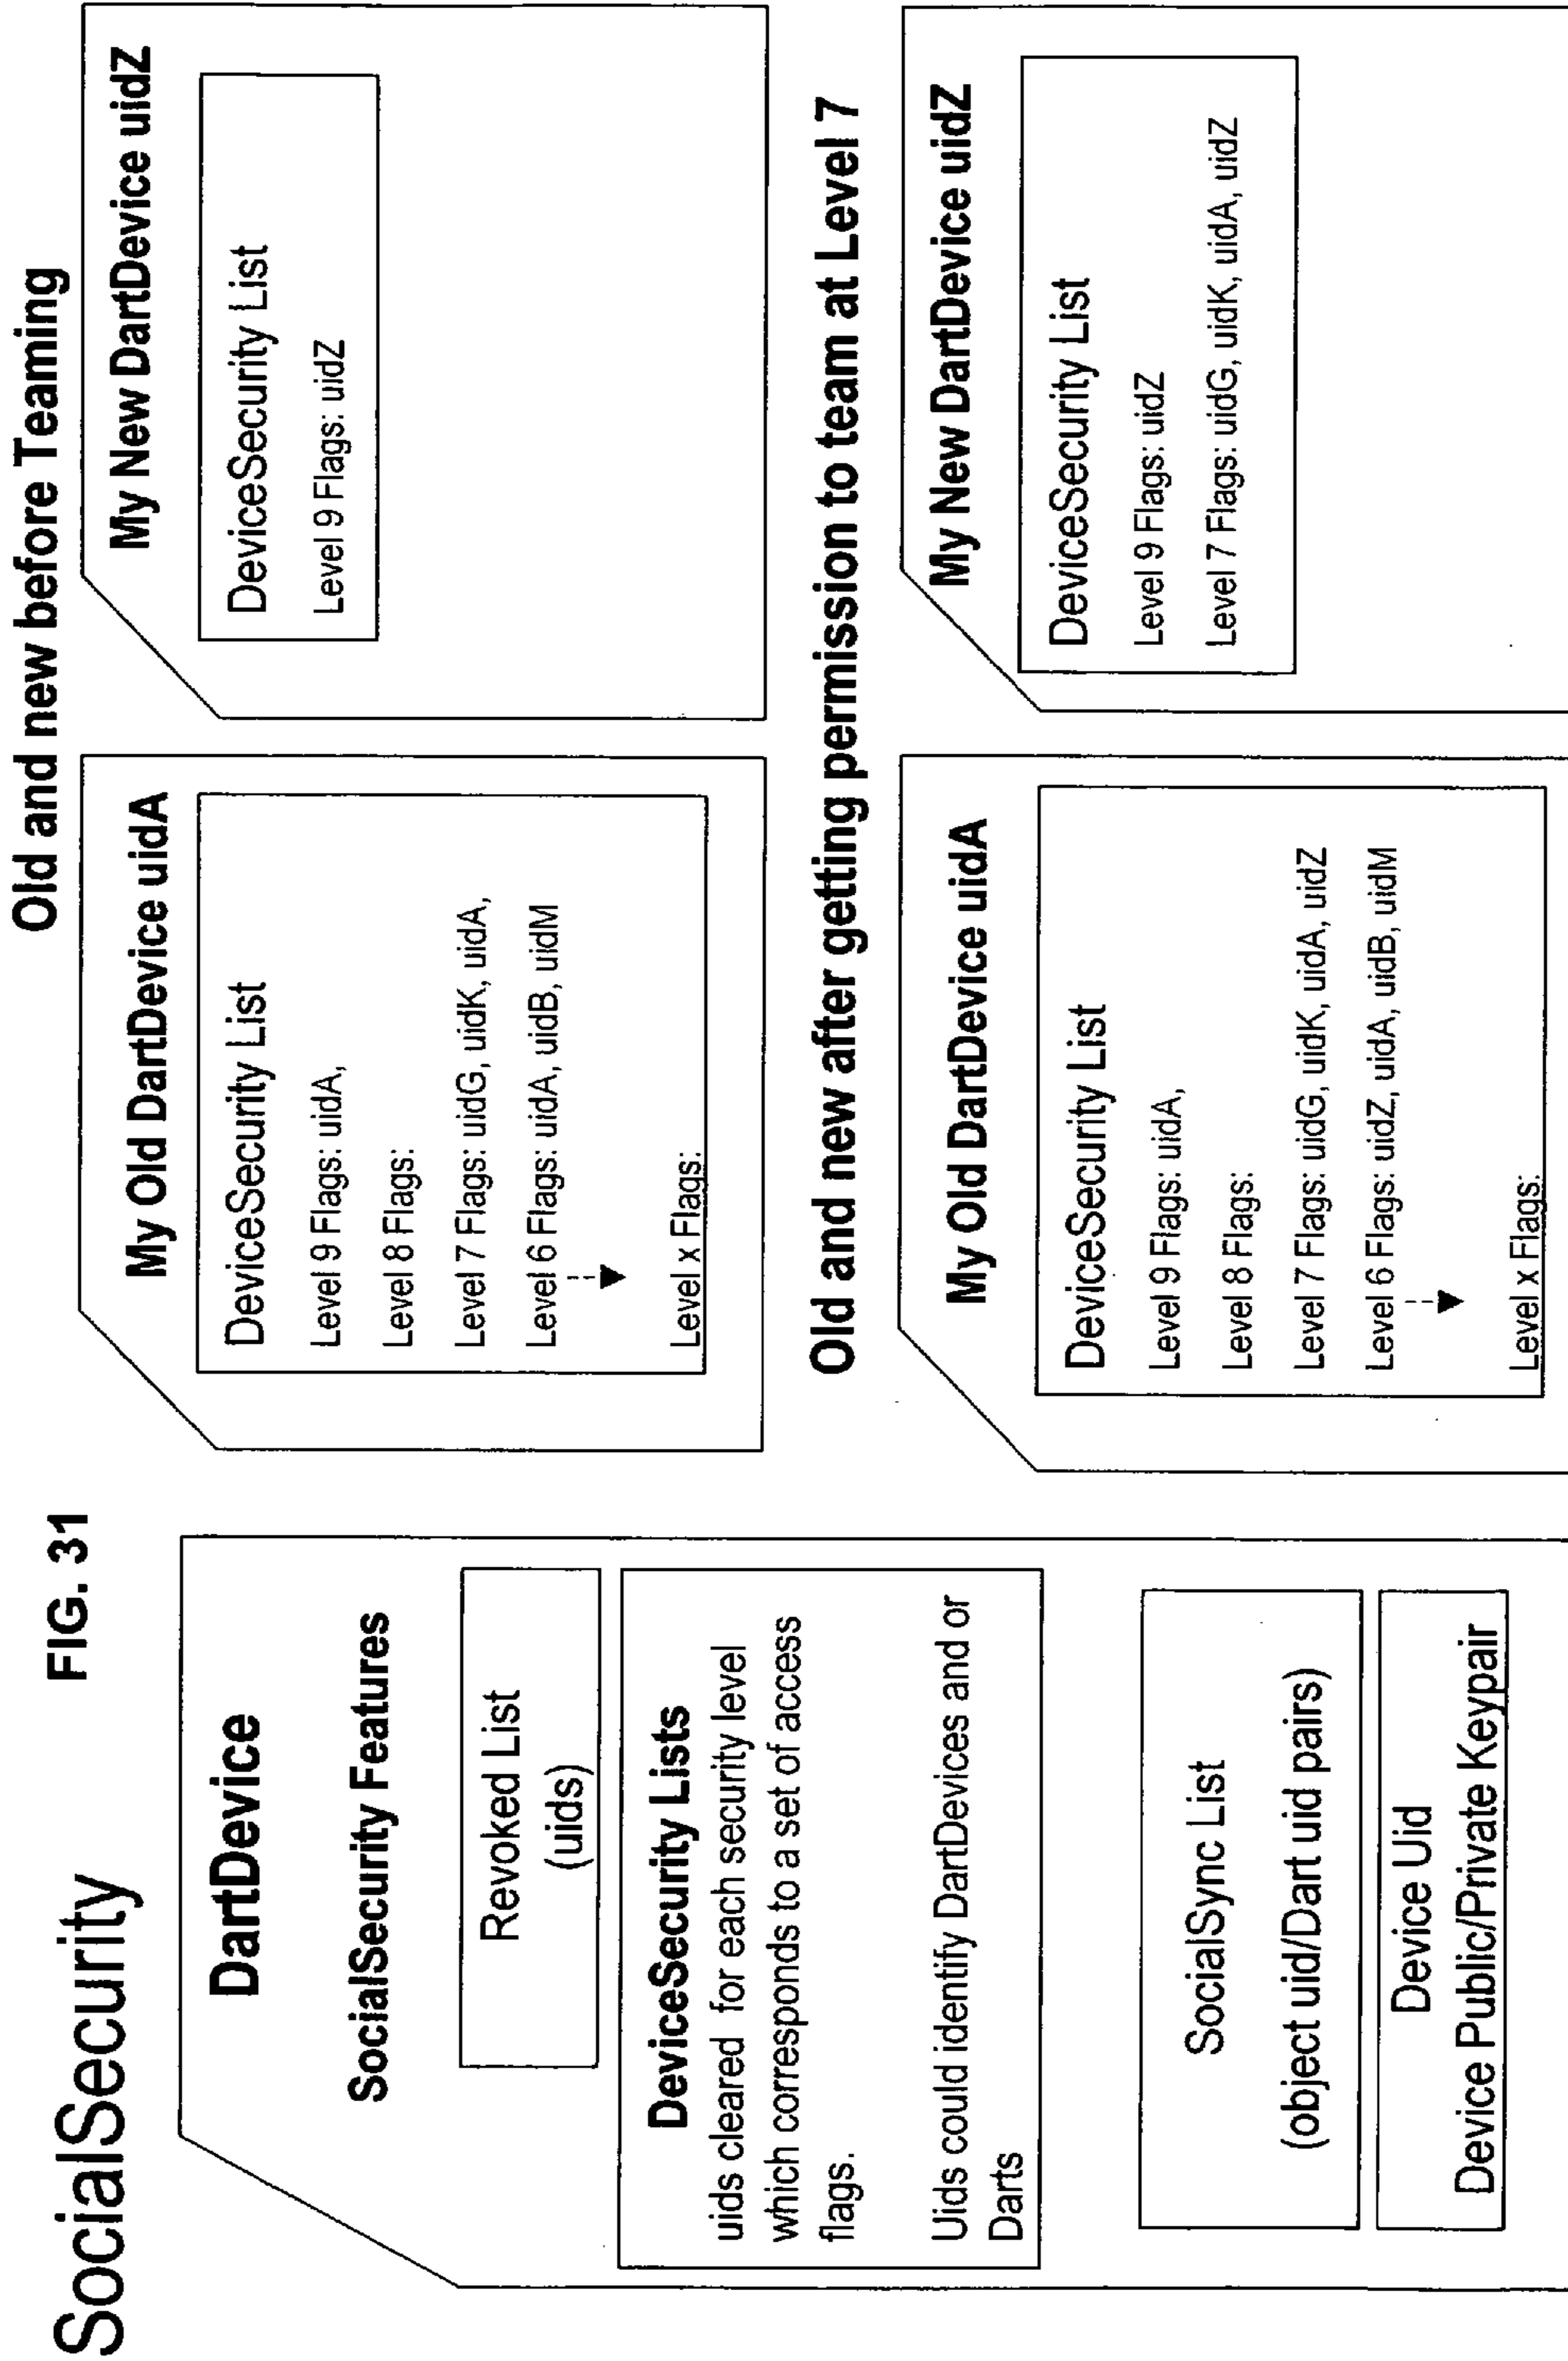 SocialSecurity
FIG. 31
DartDevice
SocialSecurity Features
Revoked List
(uids)
DeviceSecurity Lists
uids cleared for each security level
which corresponds to a set of access
flags.
Uids could identify DartDevices and or
Darts
SocialSync List
(object uid/Dart uid pairs)
Device Uid
Device Public/Private Keypair
Old and new before Teaming
My Old DartDevice uidA
DeviceSecurity List
Level 9 Flags: uidA,
Level 8 Flags:
Level 7 Flags: uidG, uidK, uidA,
Level 6 Flags: uidA, uidB, uidM
Level x Flags:
My New DartDevice uidZ
DeviceSecurity List
Level 9 Flags: uidZ
Old and new after getting permission to team at Level 7
My Old DartDevice uidA
DeviceSecurity List
Level 9 Flags: uidA,
Level 8 Flags:
Level 7 Flags: uidG, uidK, uidA, uidZ
Level 6 Flags: uidZ, uidA, uidB, uidM
Level x Flags:
My New DartDevice uidZ
DeviceSecurity List
Level 9 Flags: uidZ
Level 7 Flags: uidG, uidK, uidA, uidZ